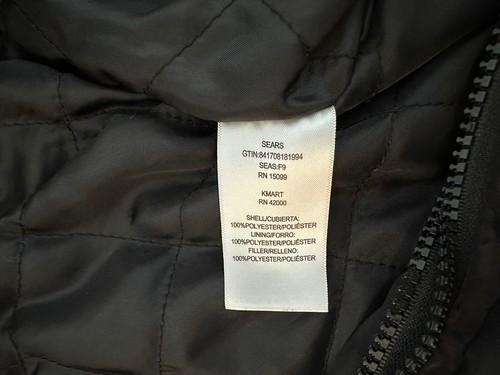 SEARS
GTIN:841708181994
SEAS:F9
RN 15099
KMART
RN 42000
SHELL/CUBIERTA:
100%POLYESTER/POLIÉSTER
LINING/FORRO:
100%POLYESTER/POLIÉSTER
FILLER/RELLENO:
100%POLYESTER/POLIÉSTER